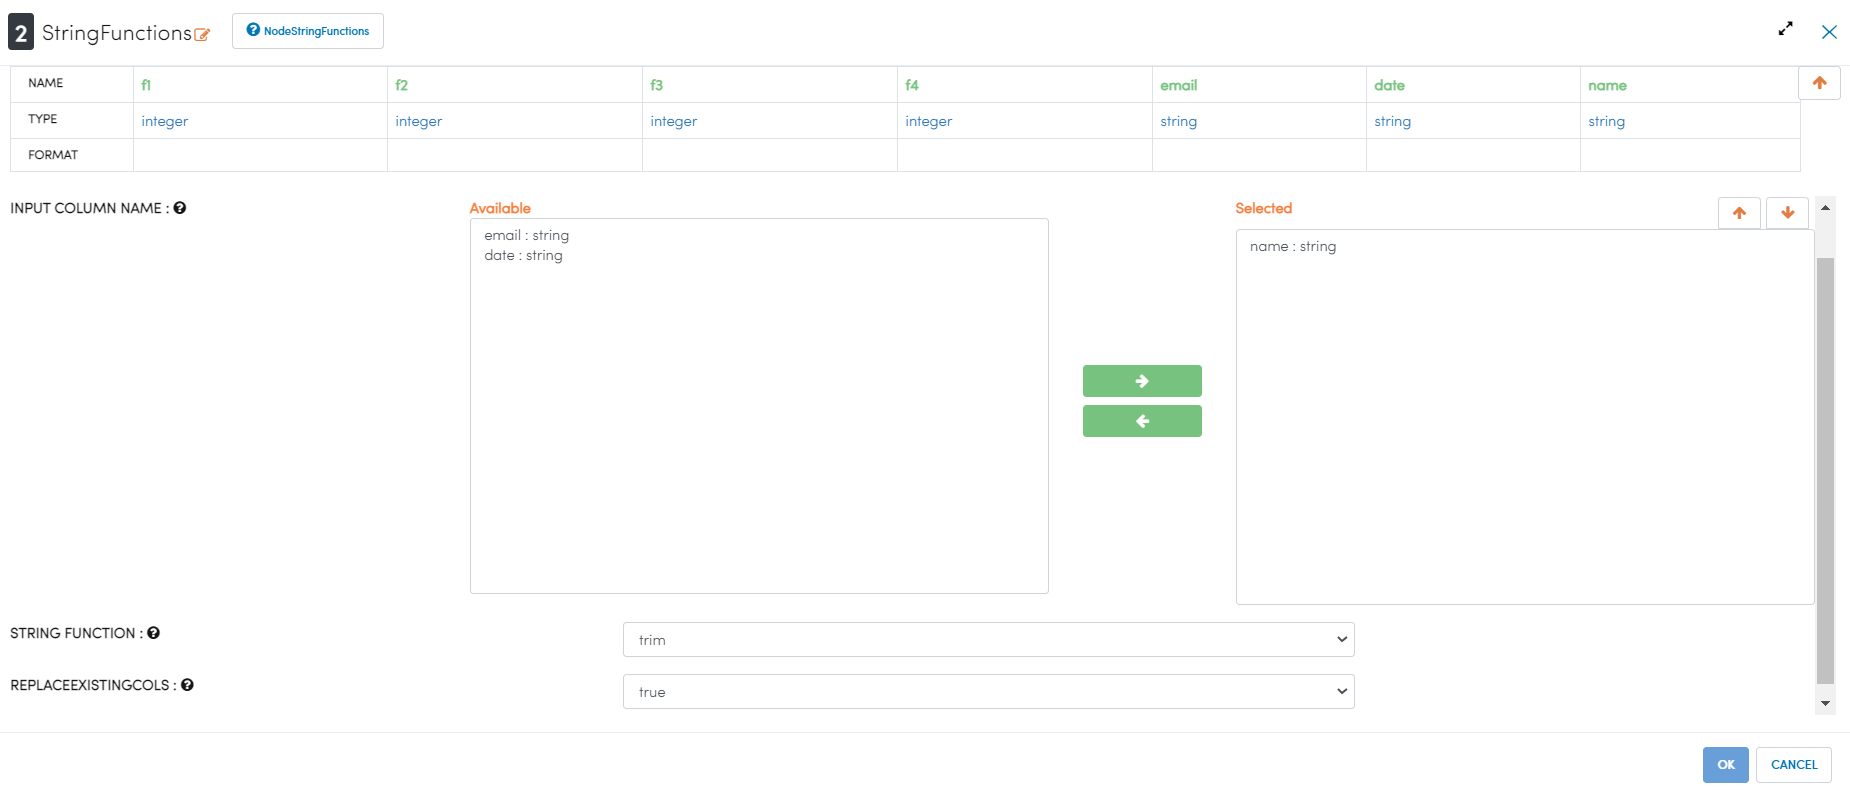 2 StringFunctions NodeStringFunctions
NAME f1 f2 f3 f4 email date name
TYPE integer integer integer integer string string string
FORMAT
INPUT COLUMN NAME : Available Selected
email : string
date : string
name : string
STRING FUNCTION : trim
REPLACEEXISTINGCOLS : true
OK CANCEL